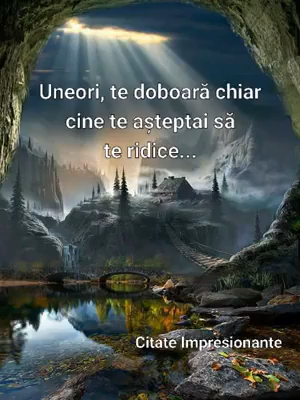 Uneori, te doboară chiar
cine te așteptai să
te ridice...
Citate Impresionante